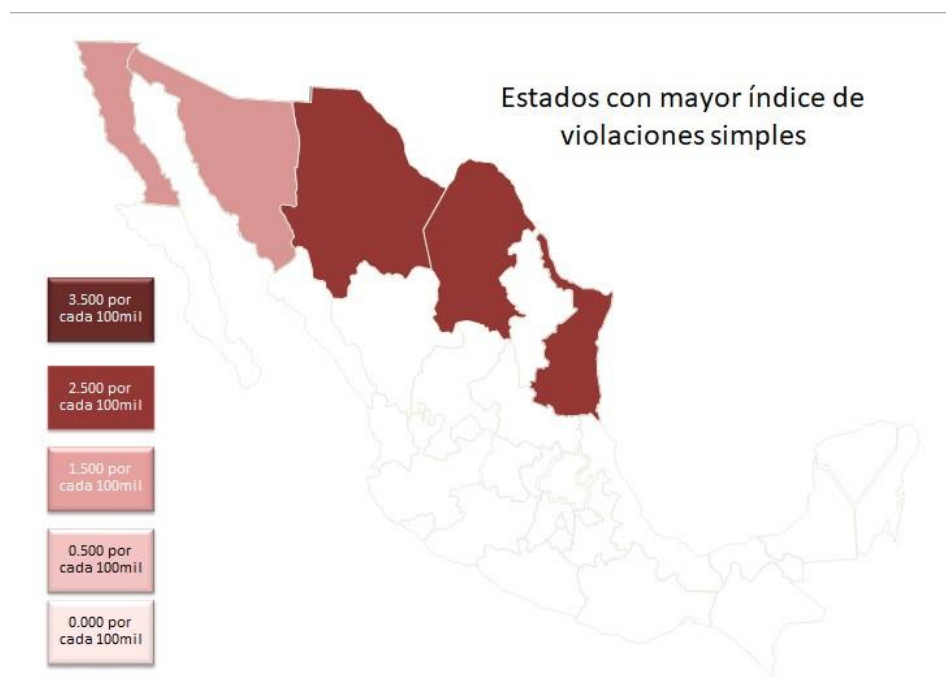 Estados con mayor índice de
violaciones simples
3.500 por
cada 100mil
2.500 por
cada 100mil
1.500 por
cada 100mil
0.500 por
cada 100mil
0.000 por
cada 100mil